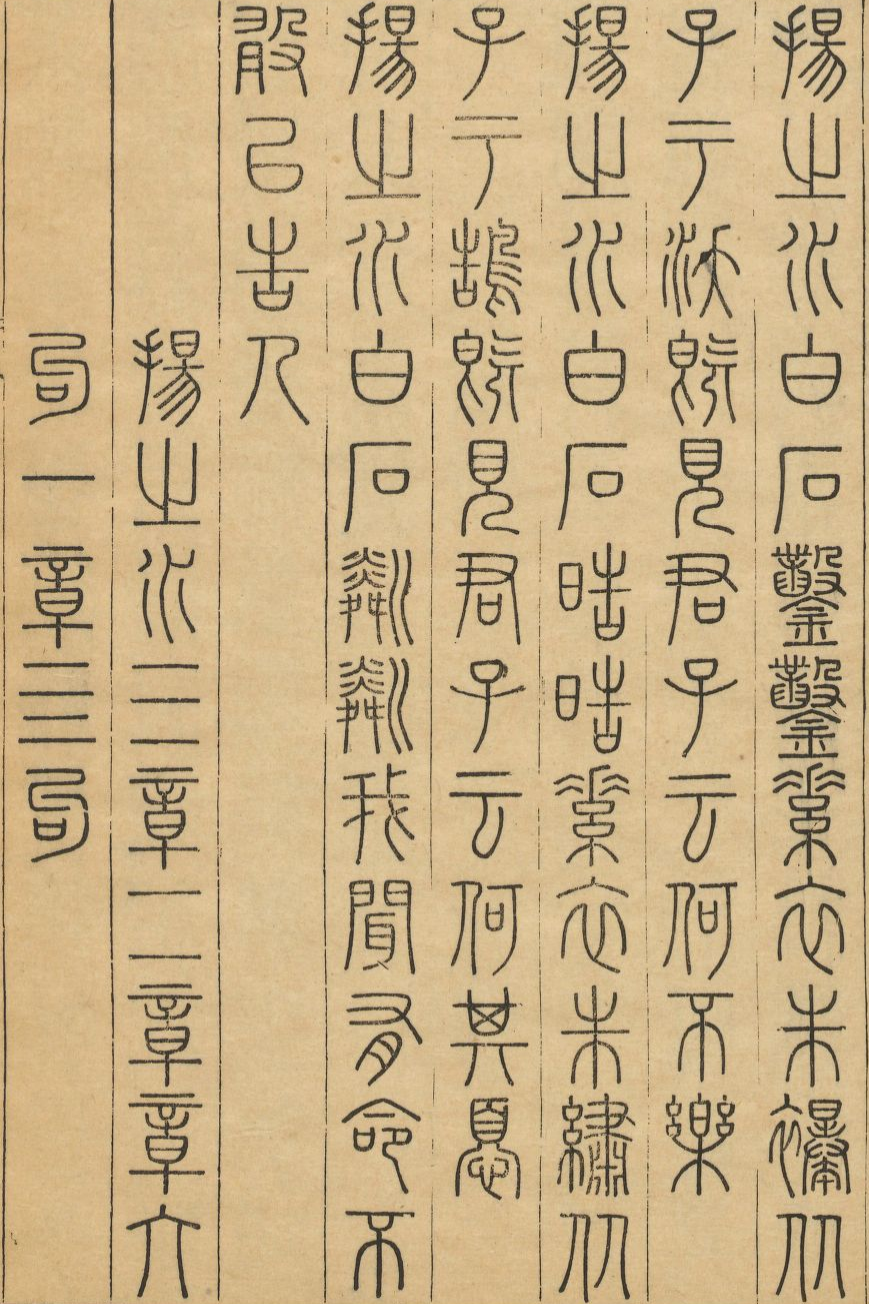 揚之水白石鑿鑿素衣朱襮从
子于沃既見君子云何不樂
揚之水白石晧晧素衣朱繡从
子于鵠既見君子云何其憂
揚之水白石粼粼我聞有命不
敢以告人
揚之水三章二章章六
句一章四句